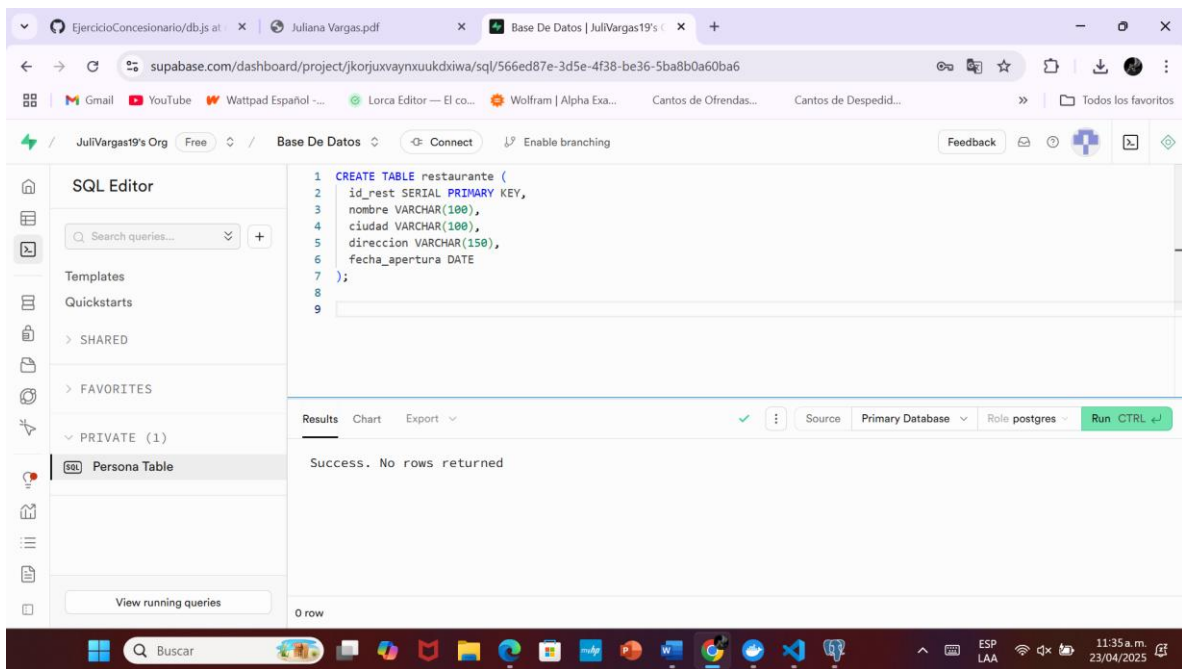 EjercicioConcesionario/db.js at
Juliana Vargas.pdf
Base De Datos | JuliVargas19's
supabase.com/dashboard/project/jkorjuxvaynxuukdxiwa/sql/566ed87e-3d5e-4f38-be36-5ba8b0a60ba6
Gmail YouTube Wattpad Español -... Lorca Editor — El co... Wolfram | Alpha Exa... Cantos de Ofrendas... Cantos de Despedid... » Todos los favoritos
/ JuliVargas19's Org Free / Base De Datos Connect Enable branching Feedback
SQL Editor
Search queries...
Templates
Quickstarts
> SHARED
> FAVORITES
PRIVATE (1)
SQL Persona Table
View running queries
1 CREATE TABLE restaurante (
2 id_rest SERIAL PRIMARY KEY,
3 nombre VARCHAR(100),
4 ciudad VARCHAR(100),
5 direccion VARCHAR(150),
6 fecha_apertura DATE
7 );
8
9
Results Chart Export Source Primary Database Role postgres Run CTRL
Success. No rows returned
0 row
Buscar
ESP
LAA
11:35 a. m.
23/04/2025